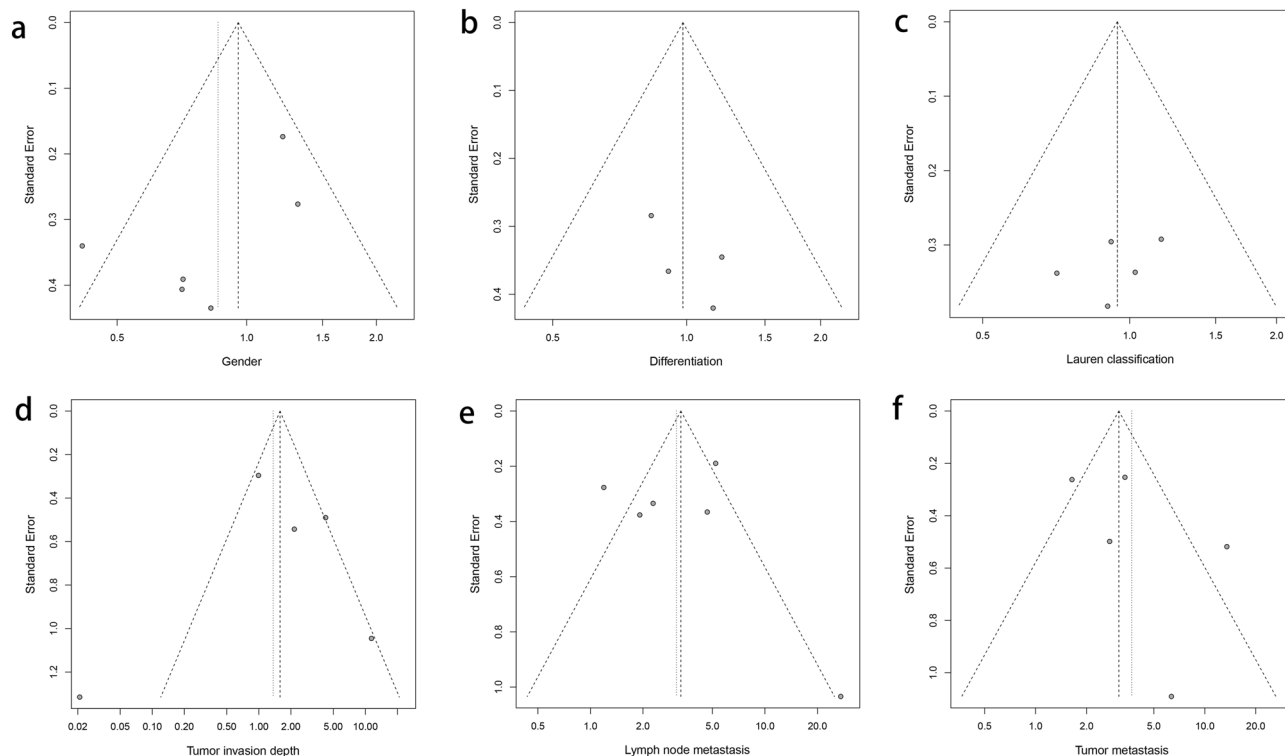 a
Standard Error
0.0
0.1
0.2
0.3
0.4
0.5 1.0 1.5 2.0
Gender
b
Standard Error
0.0
0.1
0.2
0.3
0.4
0.5 1.0 1.5 2.0
Differentiation
c
Standard Error
0.0
0.1
0.2
0.3
0.5 1.0 1.5 2.0
Lauren classification
d
Standard Error
0.0
0.2
0.4
0.6
0.8
1.0
1.2
0.02 0.05 0.10 0.20 0.50 1.00 2.00 5.00 10.00
Tumor invasion depth
e
Standard Error
0.0
0.2
0.4
0.6
0.8
1.0
0.5 1.0 2.0 5.0 10.0 20.0
Lymph node metastasis
f
Standard Error
0.0
0.2
0.4
0.6
0.8
1.0
0.5 1.0 2.0 5.0 10.0 20.0
Tumor metastasis